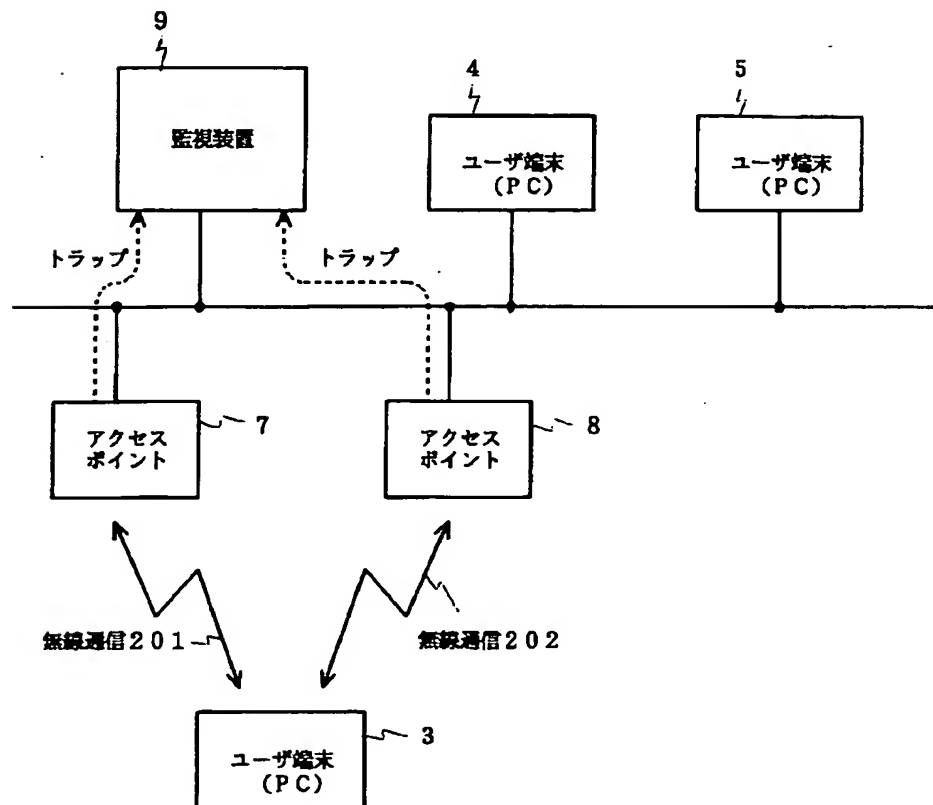 9
4
5
監視装置
ユーザ端末
(PC)
ユーザ端末
(PC)
トラップ
トラップ
7
8
アクセス
ポイント
アクセス
ポイント
無線通信201
無線通信202
3
ユーザ端末
(PC)